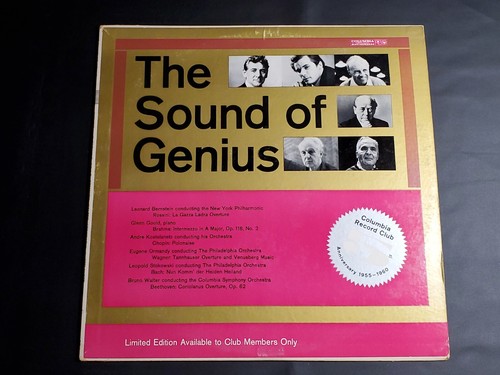 COLUMBIA
The
Sound of
Genius
Leonard Bernstein conducting the New York Philharmonic
Rossini: La Gazza Ladra Overture
Glenn Gould, piano
Brahms: Intermezzo in A Major, Op. 118, No. 2
Andre Kostelanetz conducting his Orchestra
Chopin: Polonaise
Eugene Ormandy conducting The Philadelphia Orchestra
Wagner: Tannhauser Overture and Venusberg Music
Leopold Stokowski conducting The Philadelphia Orchestra
Bach: Nun Komm' der Heiden Heiland
Bruno Walter conducting the Columbia Symphony Orchestra
Beethoven: Coriolanus Overture, Op. 62
Columbia
Record Club
Anniversary 1955-1960
Limited Edition Available to Club Members Only